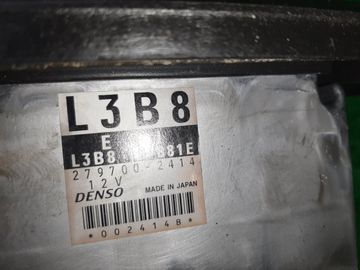 L3B8
E
L3B8 81E
279700-2414
12V
DENSO MADE IN JAPAN
*0024148*